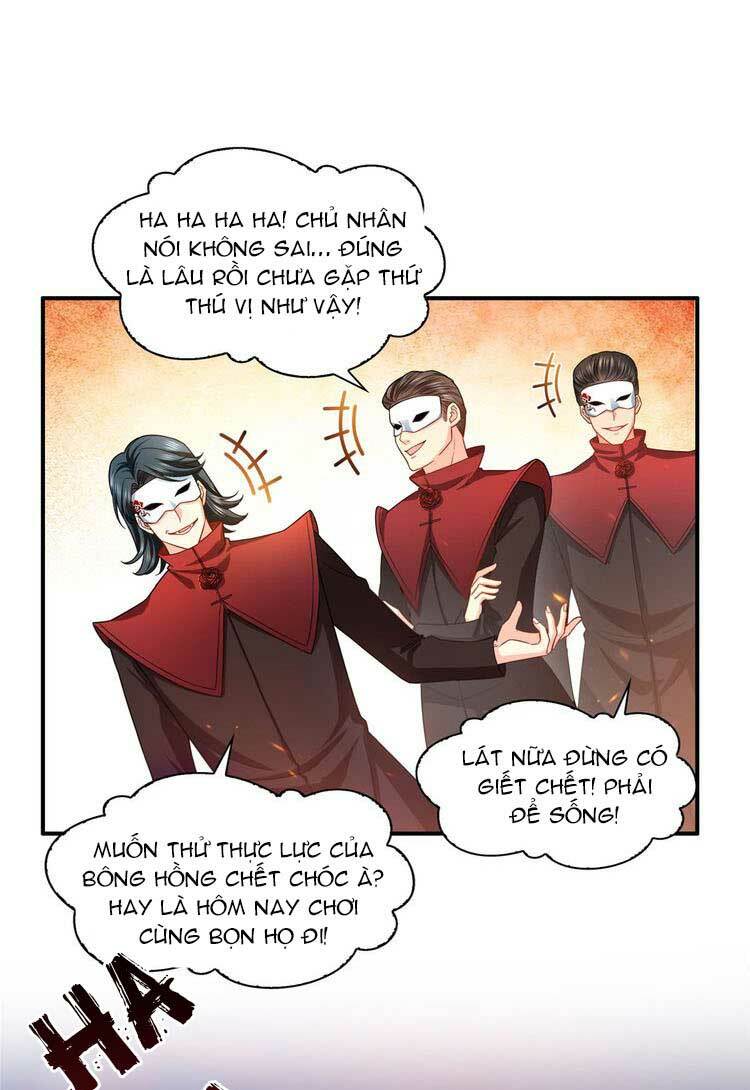 HA HA HA HA! CHỦ NHÂN
NÓI KHÔNG SAI... ĐÚNG
LÀ LÂU RỒI CHƯA GẶP THỨ
THÚ VỊ NHƯ VẬY!
LÁT NỮA ĐỪNG CÓ
GIẾT CHẾT! PHẢI
ĐỂ SỐNG!
MUỐN THỬ THỰC LỰC CỦA
BÔNG HỒNG CHẾT CHÓC À?
HAY LÀ HÔM NAY CHƠI
CÙNG BỌN HỌ ĐI!
HA
HA